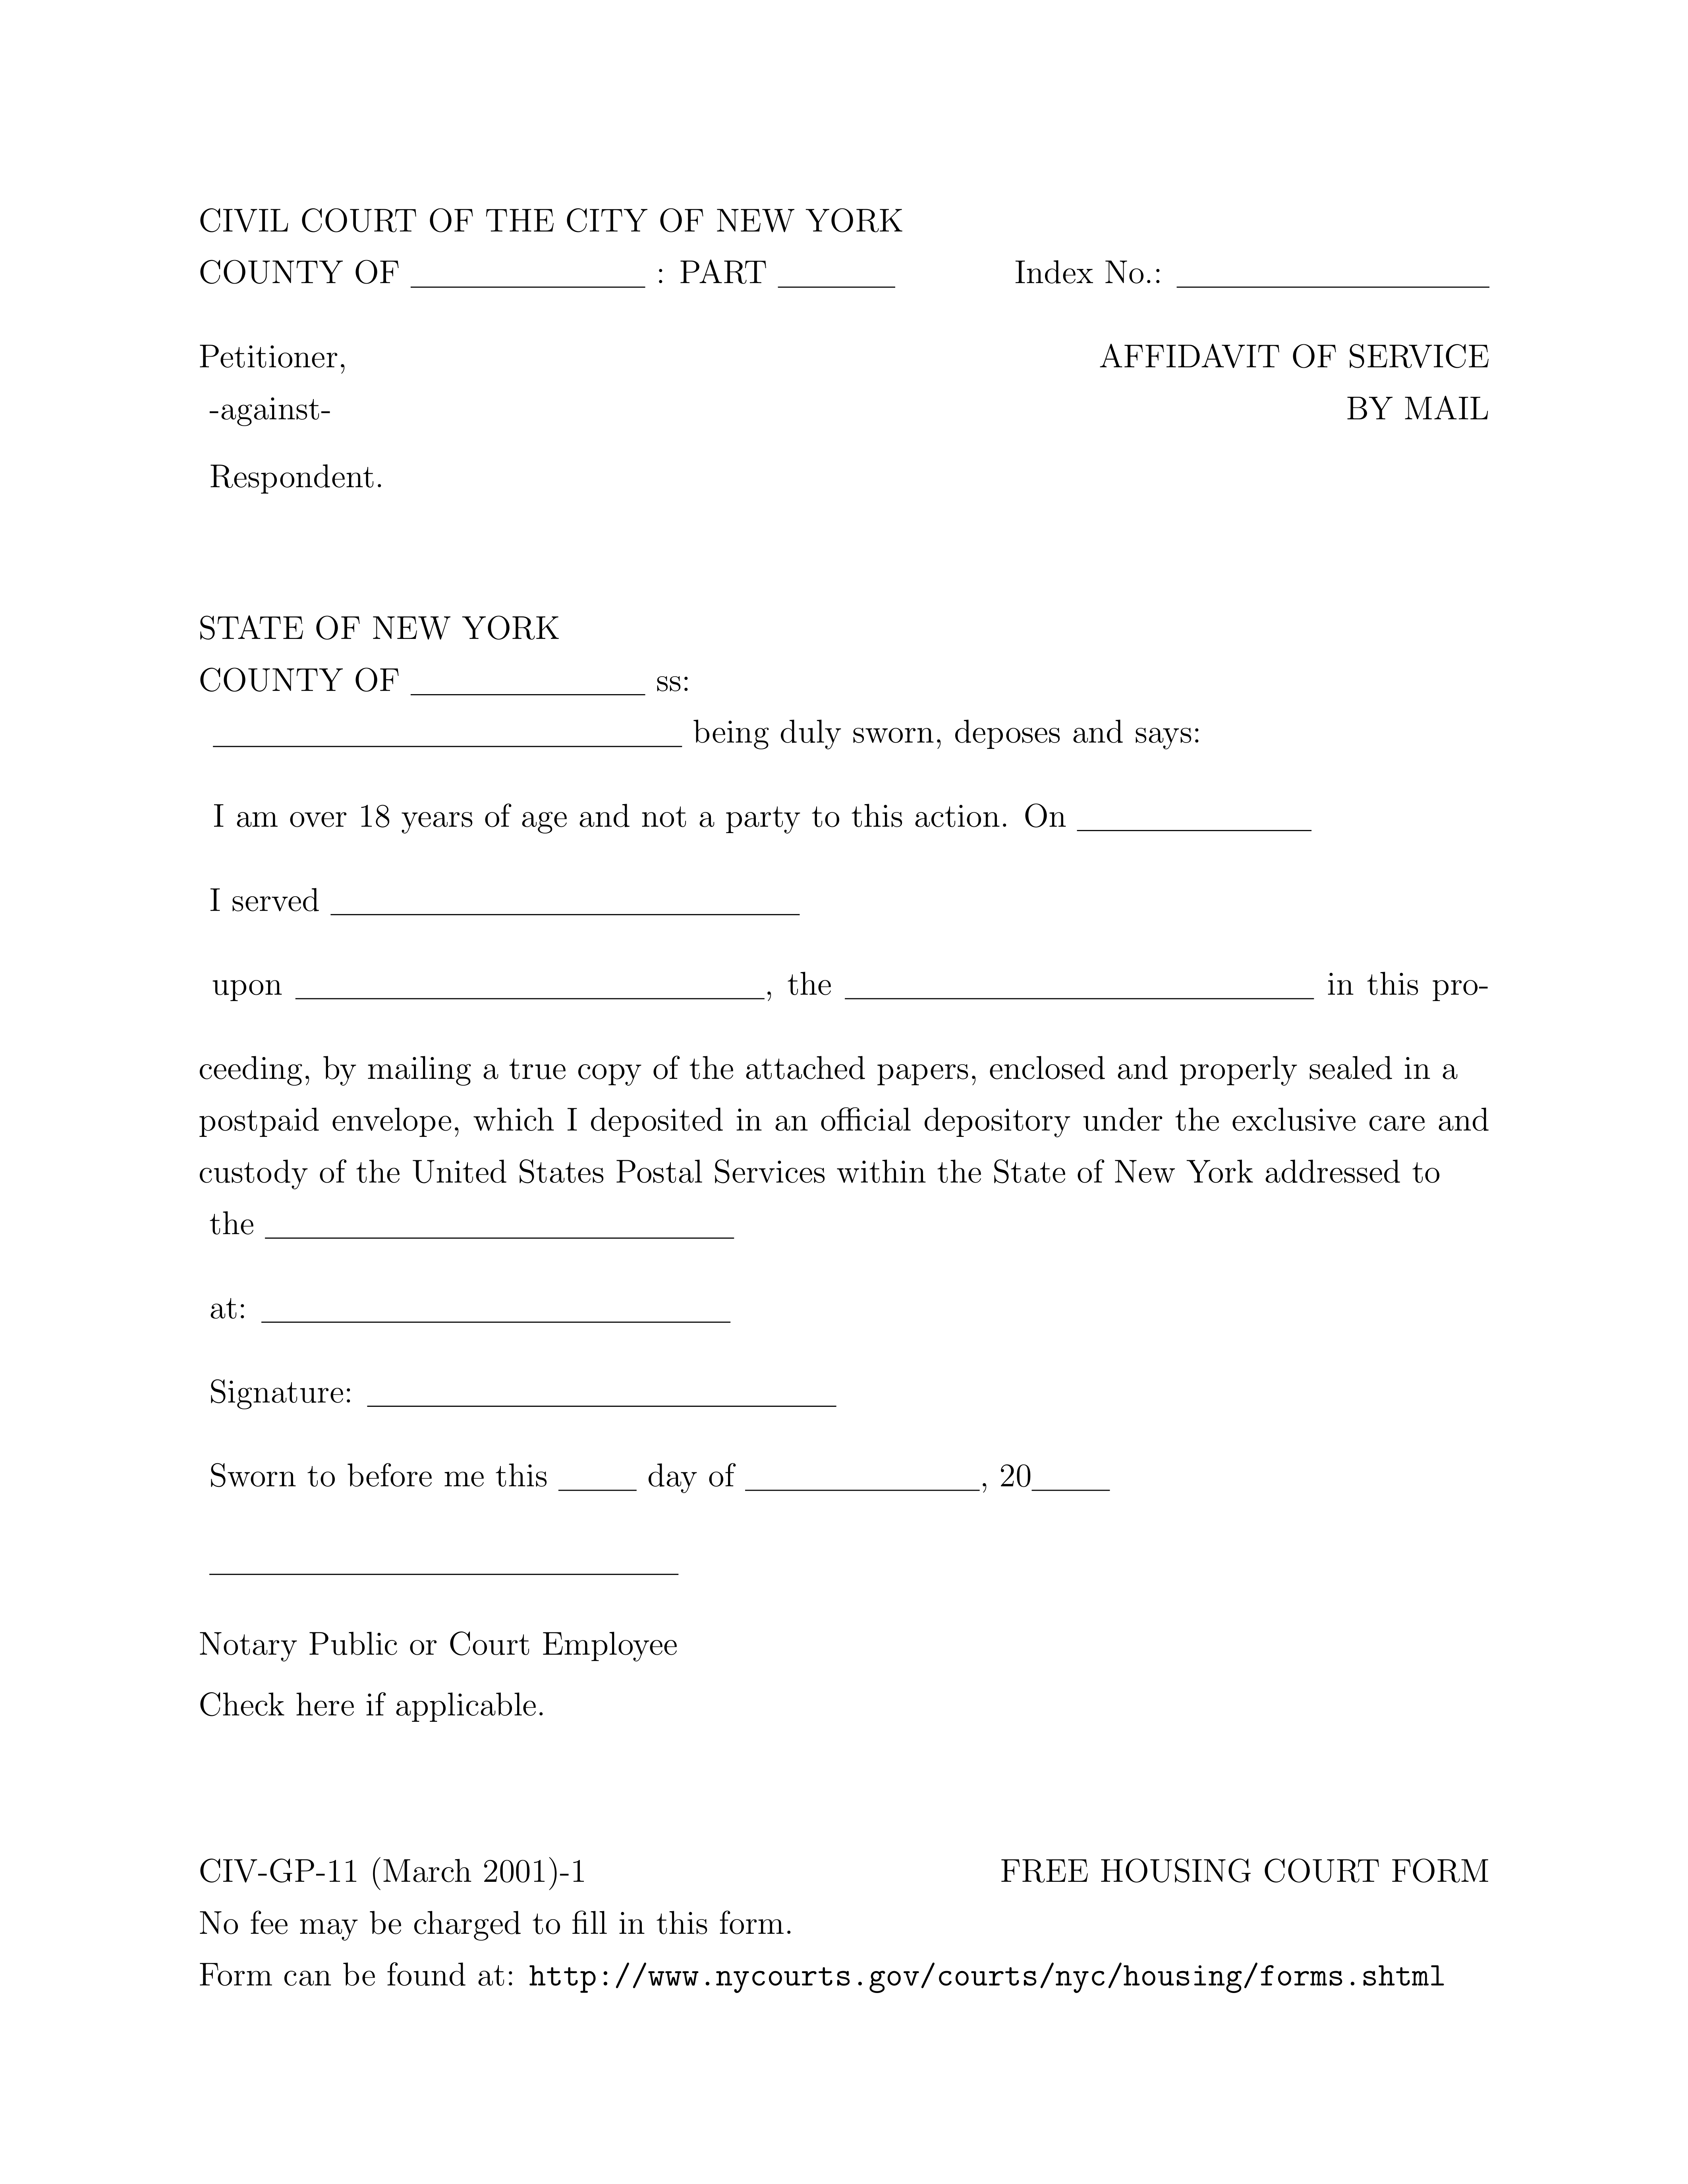 CIVIL COURT OF THE CITY OF NEW YORK
COUNTY OF ______________ : PART _______ Index No.: ___________________
Petitioner, AFFIDAVIT OF SERVICE
-against- BY MAIL
Respondent.
STATE OF NEW YORK
COUNTY OF ______________ ss:
____________________________ being duly sworn, deposes and says:
I am over 18 years of age and not a party to this action. On ______________
I served ____________________________
upon ____________________________, the ____________________________ in this pro-
ceeding, by mailing a true copy of the attached papers, enclosed and properly sealed in a
postpaid envelope, which I deposited in an official depository under the exclusive care and
custody of the United States Postal Services within the State of New York addressed to
the ____________________________
at: ____________________________
Signature: ____________________________
Sworn to before me this _____ day of ______________, 20_____
____________________________
Notary Public or Court Employee
Check here if applicable.
CIV-GP-11 (March 2001)-1 FREE HOUSING COURT FORM
No fee may be charged to fill in this form.
Form can be found at: http://www.nycourts.gov/courts/nyc/housing/forms.shtml